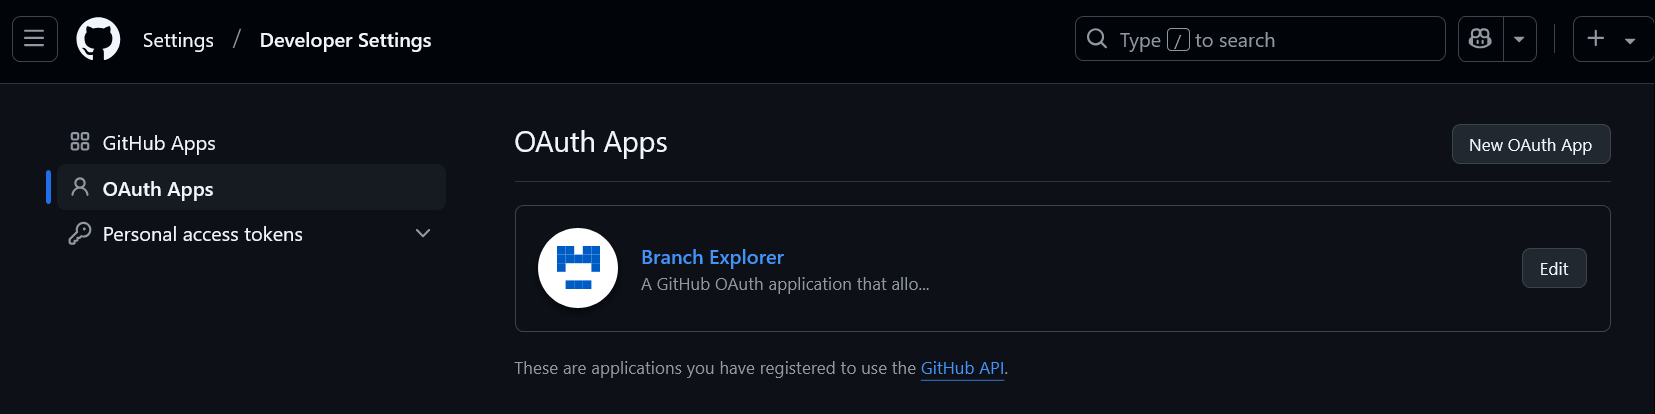 Settings / Developer Settings
Type / to search
GitHub Apps
OAuth Apps
Personal access tokens
OAuth Apps
New OAuth App
Branch Explorer
A GitHub OAuth application that allo...
Edit
These are applications you have registered to use the GitHub API.